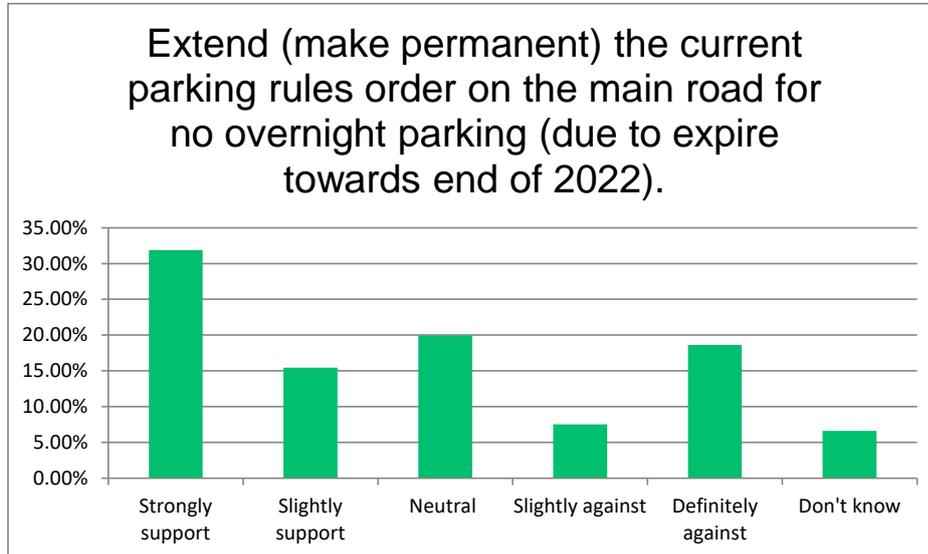 Extend (make permanent) the current
parking rules order on the main road for
no overnight parking (due to expire
towards end of 2022).
35.00%
30.00%
25.00%
20.00%
15.00%
10.00%
5.00%
0.00%
Strongly
support
Slightly
support
Neutral
Slightly against
Definitely
against
Don't know